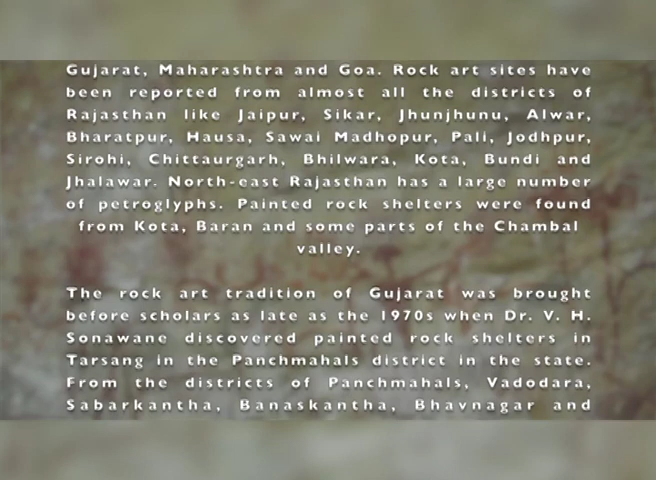 Gujarat, Maharashtra and Goa. Rock art sites have
been reported from almost all the districts of
Rajasthan like Jaipur, Sikar, Jhunjhunu, Alwar,
Bharatpur, Hausa, Sawai Madhopur, Pali, Jodhpur,
Sirohi, Chittaurgarh, Bhilwara, Kota, Bundi and
Jhalawar. North-east Rajasthan has a large number
of petroglyphs. Painted rock shelters were found
from Kota, Baran and some parts of the Chambal
valley.
The rock art tradition of Gujarat was brought
before scholars as late as the 1970s when Dr. V. H.
Sonawane discovered painted rock shelters in
Tarsang in the Panchmahals district in the state.
From the districts of Panchmahals, Vadodara,
Sabarkantha, Banaskantha, Bhavnagar and